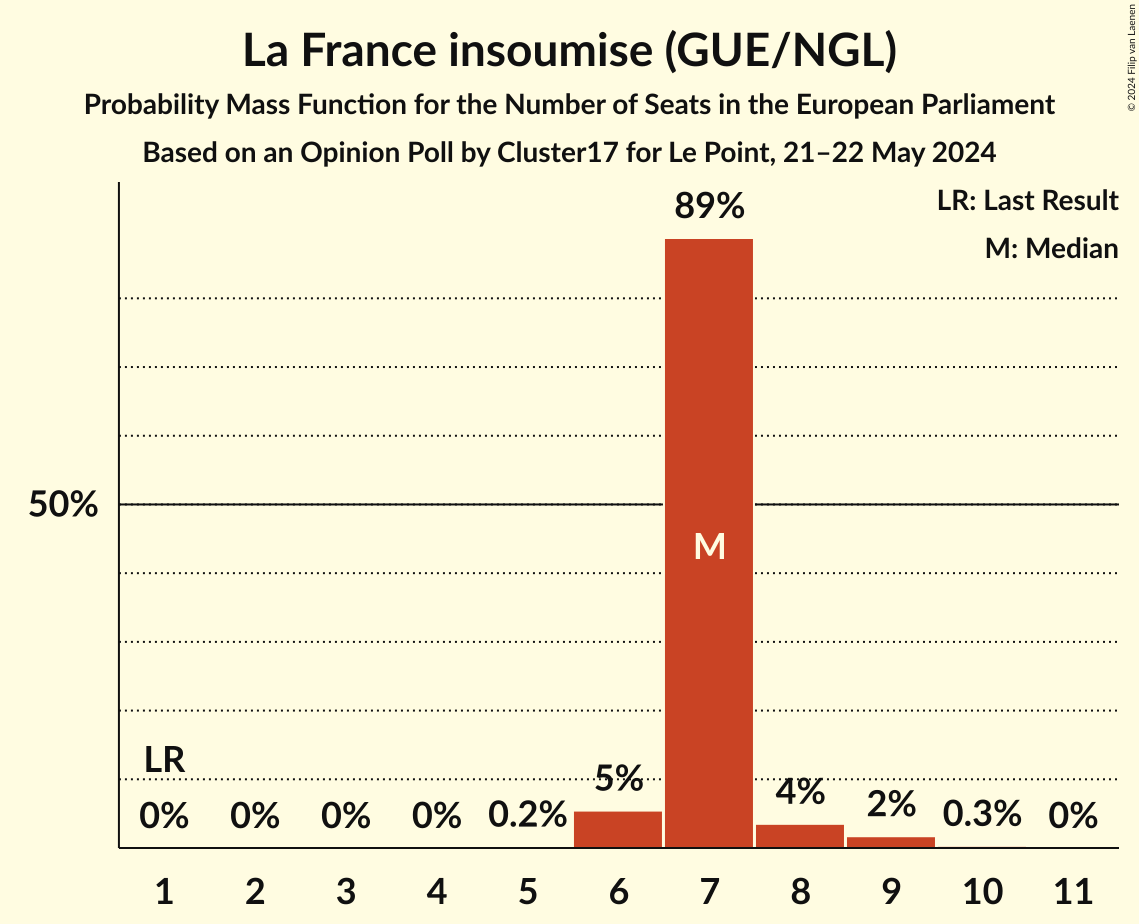 La France insoumise (GUE/NGL)
Probability Mass Function for the Number of Seats in the European Parliament
Based on an Opinion Poll by Cluster17 for Le Point, 21–22 May 2024
© 2024 Filip van Laenen
LR: Last Result
M: Median
89%
50%
M
LR
0% 0% 0% 0% 0.2% 5% 4% 2% 0.3% 0%
1 2 3 4 5 6 7 8 9 10 11